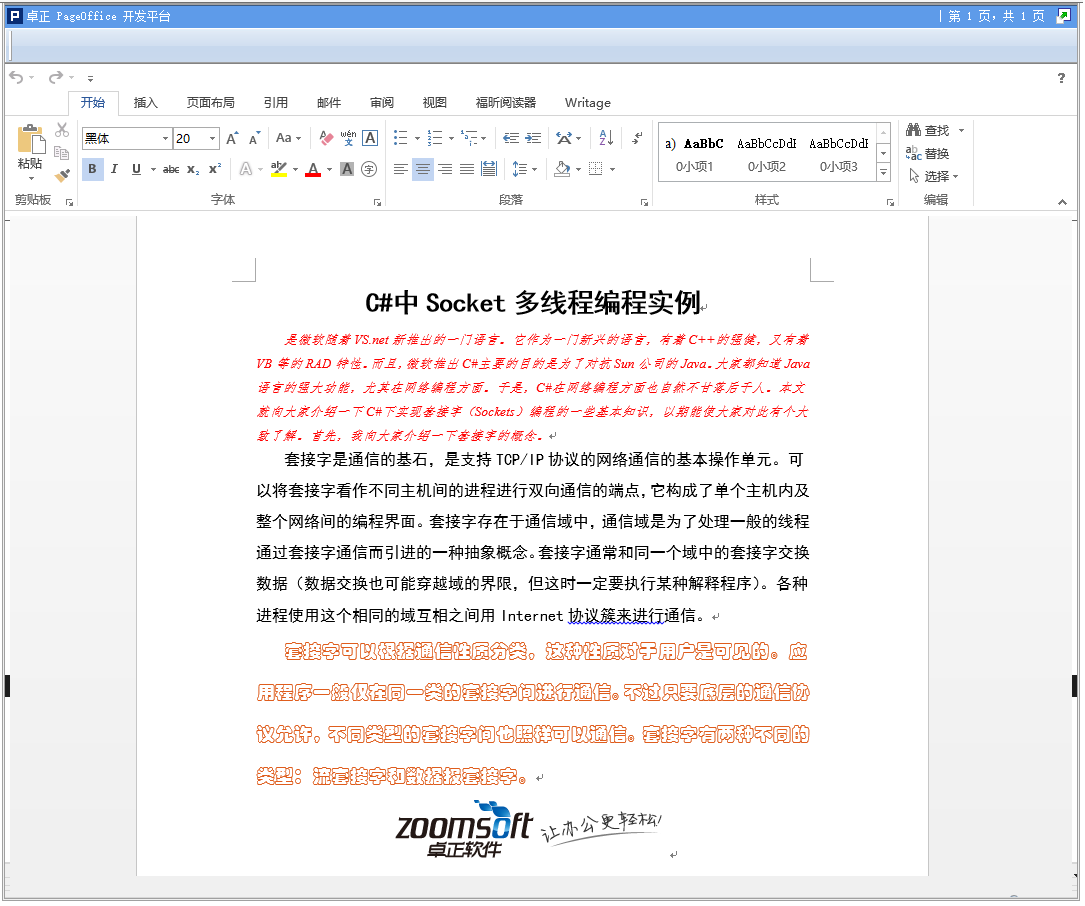 卓正 PageOffice 开发平台
| 第 1 页，共 1 页
?
开始 插入 页面布局 引用 邮件 审阅 视图 福昕阅读器 Writage
粘贴
剪贴板
黑体 20 A A Aa wén 文 A
B I U abc x₂ x² A aby A A 字
字体
A Z
段落
a) AaBbC AaBbCcDdI AaBbCcDdI
0小项1 0小项2 0小项3
样式
查找
替换
选择
编辑
C#中 Socket 多线程编程实例
是微软随着 VS.net 新推出的一门语言。它作为一门新兴的语言，有着 C++的强健，又有着
VB 等的 RAD 特性。而且，微软推出 C#主要的目的是为了对抗 Sun 公司的 Java。大家都知道 Java
语言的强大功能，尤其在网络编程方面。于是，C#在网络编程方面也自然不甘落后于人。本文
就向大家介绍一下 C#下实现套接字（Sockets）编程的一些基本知识，以期能使大家对此有个大
致了解。首先，我向大家介绍一下套接字的概念。
套接字是通信的基石，是支持 TCP/IP 协议的网络通信的基本操作单元。可
以将套接字看作不同主机间的进程进行双向通信的端点，它构成了单个主机内及
整个网络间的编程界面。套接字存在于通信域中，通信域是为了处理一般的线程
通过套接字通信而引进的一种抽象概念。套接字通常和同一个域中的套接字交换
数据（数据交换也可能穿越域的界限，但这时一定要执行某种解释程序）。各种
进程使用这个相同的域互相之间用 Internet 协议簇来进行通信。
套接字可以根据通信性质分类，这种性质对于用户是可见的。应
用程序一般仅在同一类的套接字间进行通信。不过只要底层的通信协
议允许，不同类型的套接字间也照样可以通信。套接字有两种不同的
类型：流套接字和数据报套接字。
zoomsoft 让办公更轻松!
卓正软件